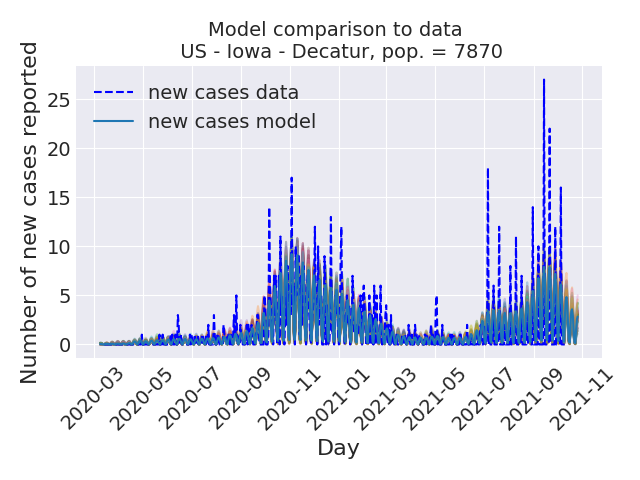 Model comparison to data
US - Iowa - Decatur, pop. = 7870
Number of new cases reported
new cases data
new cases model
25
20
15
10
5
0
2020-03
2020-05
2020-07
2020-09
2020-11
2021-01
2021-03
2021-05
2021-07
2021-09
2021-11
Day